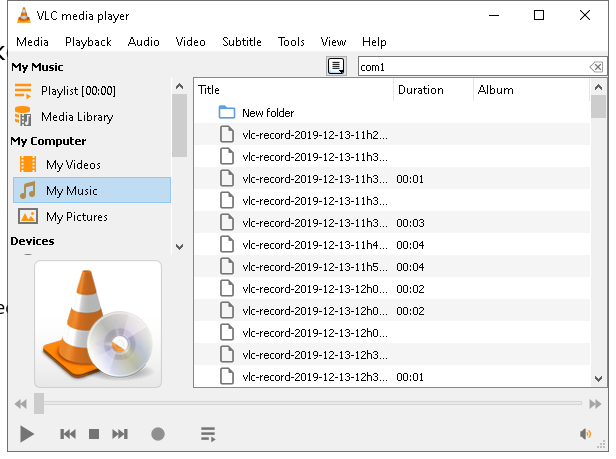 VLC media player
Media Playback Audio Video Subtitle Tools View Help
My Music
com1
Playlist [00:00]
Media Library
My Computer
My Videos
My Music
My Pictures
Devices
Title Duration Album
New folder
vlc-record-2019-12-13-11h2...
vlc-record-2019-12-13-11h3...
vlc-record-2019-12-13-11h3... 00:01
vlc-record-2019-12-13-11h3...
vlc-record-2019-12-13-11h3... 00:03
vlc-record-2019-12-13-11h4... 00:04
vlc-record-2019-12-13-11h5... 00:04
vlc-record-2019-12-13-12h0... 00:02
vlc-record-2019-12-13-12h0... 00:02
vlc-record-2019-12-13-12h0...
vlc-record-2019-12-13-12h3...
vlc-record-2019-12-13-12h3... 00:01